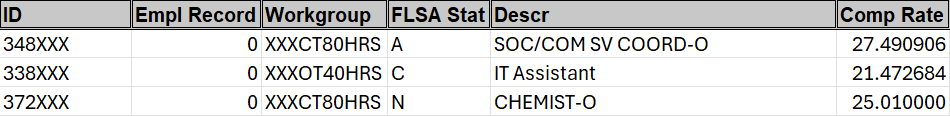 ID Empl Record Workgroup FLSA Stat Descr Comp Rate
348XXX 0 XXXCT80HRS A SOC/COM SV COORD-O 27.490906
338XXX 0 XXXOT40HRS C IT Assistant 21.472684
372XXX 0 XXXCT80HRS N CHEMIST-O 25.010000